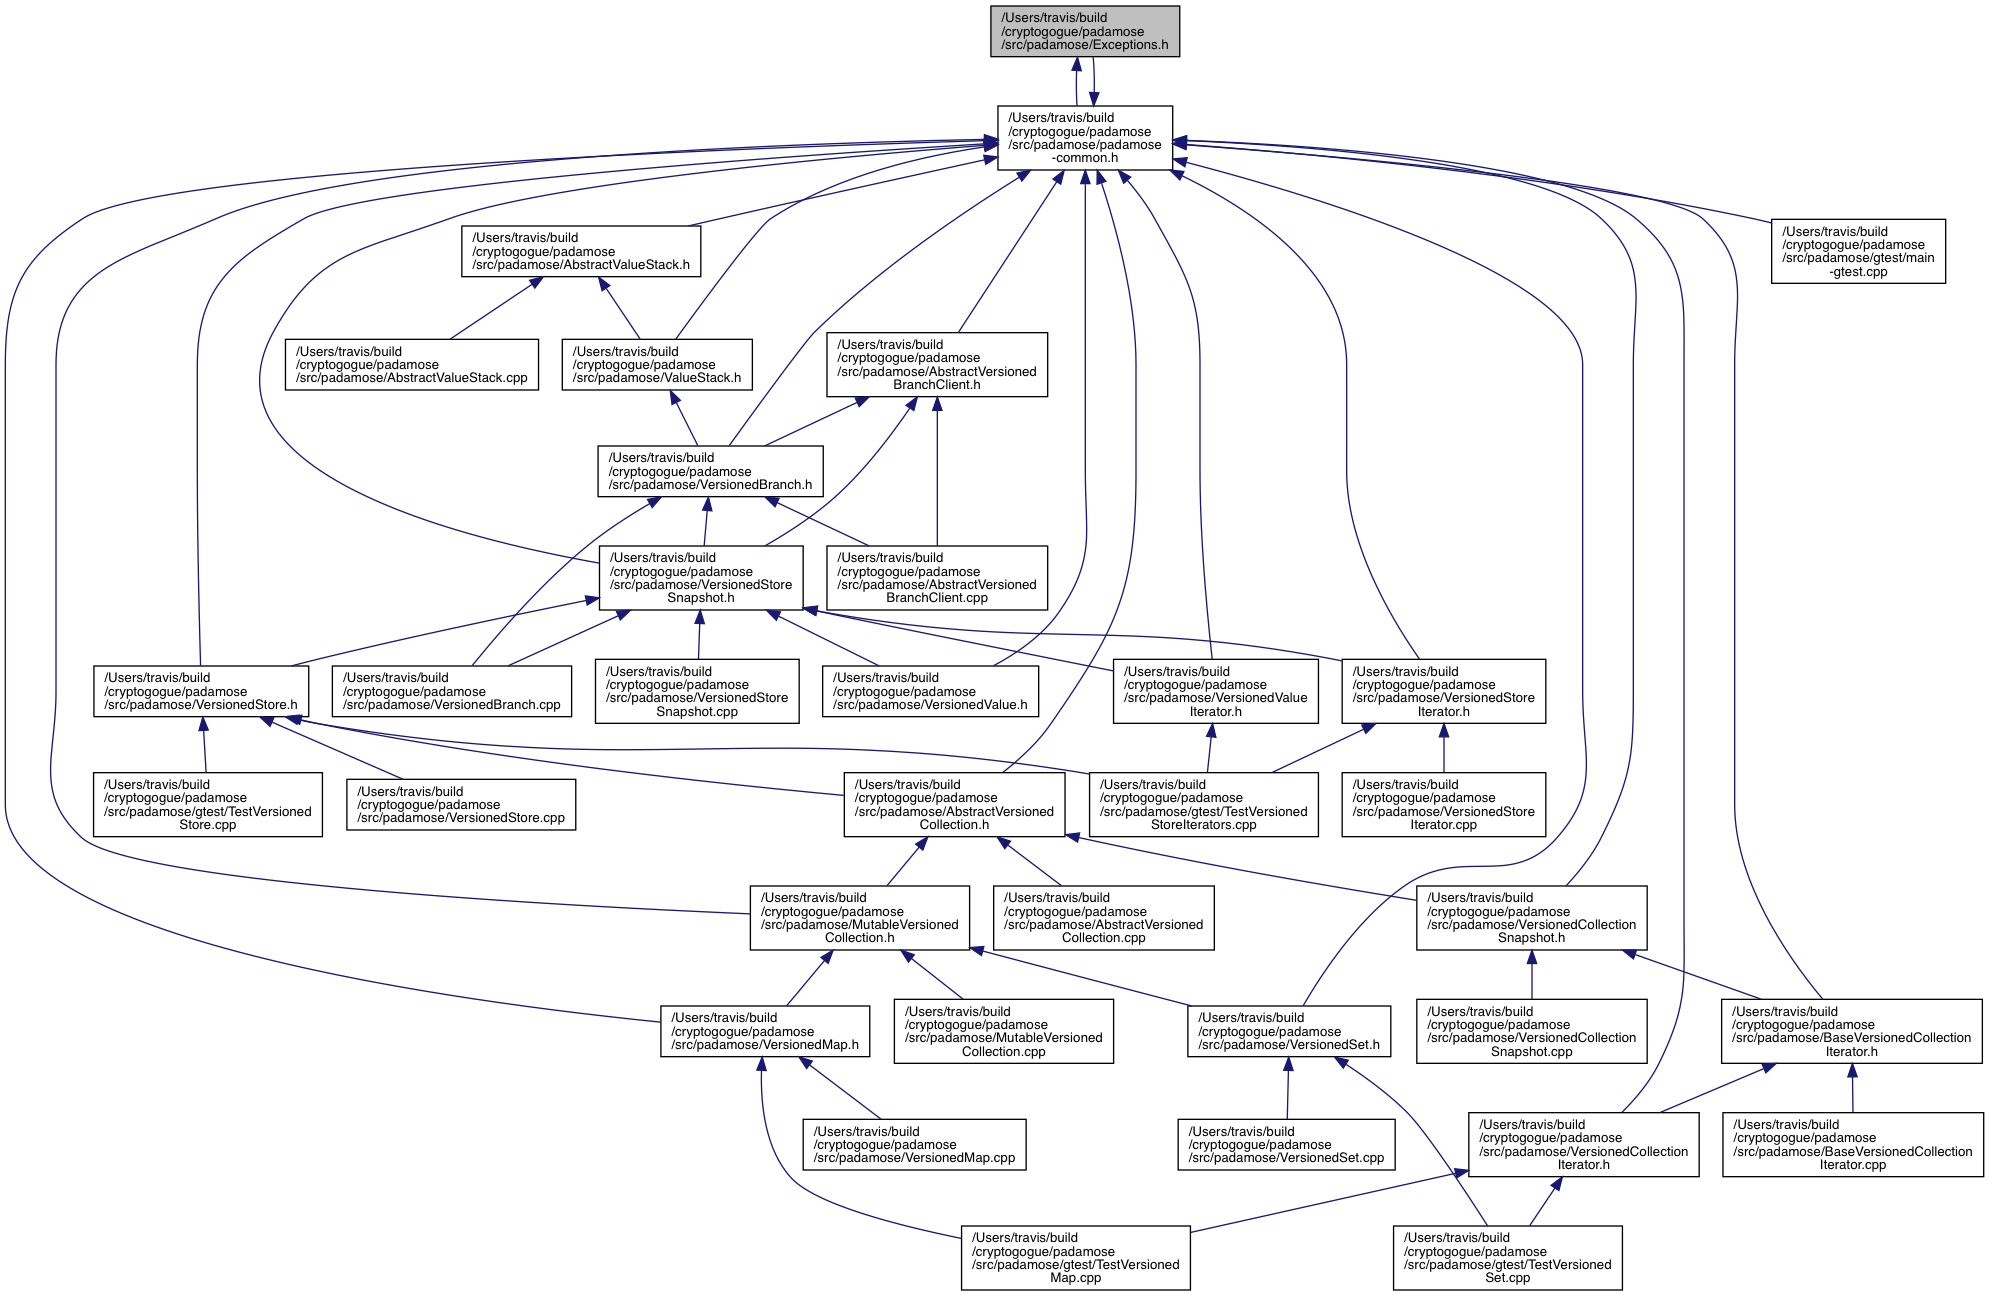 /Users/travis/build
/cryptogogue/padamose
/src/padamose/Exceptions.h
/Users/travis/build
/cryptogogue/padamose
/src/padamose/padamose
-common.h
/Users/travis/build
/cryptogogue/padamose
/src/padamose/gtest/main
-gtest.cpp
/Users/travis/build
/cryptogogue/padamose
/src/padamose/AbstractValueStack.h
/Users/travis/build
/cryptogogue/padamose
/src/padamose/AbstractValueStack.cpp
/Users/travis/build
/cryptogogue/padamose
/src/padamose/ValueStack.h
/Users/travis/build
/cryptogogue/padamose
/src/padamose/AbstractVersioned
BranchClient.h
/Users/travis/build
/cryptogogue/padamose
/src/padamose/VersionedBranch.h
/Users/travis/build
/cryptogogue/padamose
/src/padamose/VersionedStore
Snapshot.h
/Users/travis/build
/cryptogogue/padamose
/src/padamose/AbstractVersioned
BranchClient.cpp
/Users/travis/build
/cryptogogue/padamose
/src/padamose/VersionedStore.h
/Users/travis/build
/cryptogogue/padamose
/src/padamose/VersionedBranch.cpp
/Users/travis/build
/cryptogogue/padamose
/src/padamose/VersionedStore
Snapshot.cpp
/Users/travis/build
/cryptogogue/padamose
/src/padamose/VersionedValue.h
/Users/travis/build
/cryptogogue/padamose
/src/padamose/VersionedValue
Iterator.h
/Users/travis/build
/cryptogogue/padamose
/src/padamose/VersionedStore
Iterator.h
/Users/travis/build
/cryptogogue/padamose
/src/padamose/gtest/TestVersioned
Store.cpp
/Users/travis/build
/cryptogogue/padamose
/src/padamose/VersionedStore.cpp
/Users/travis/build
/cryptogogue/padamose
/src/padamose/AbstractVersioned
Collection.h
/Users/travis/build
/cryptogogue/padamose
/src/padamose/gtest/TestVersioned
StoreIterators.cpp
/Users/travis/build
/cryptogogue/padamose
/src/padamose/VersionedStore
Iterator.cpp
/Users/travis/build
/cryptogogue/padamose
/src/padamose/MutableVersioned
Collection.h
/Users/travis/build
/cryptogogue/padamose
/src/padamose/AbstractVersioned
Collection.cpp
/Users/travis/build
/cryptogogue/padamose
/src/padamose/VersionedCollection
Snapshot.h
/Users/travis/build
/cryptogogue/padamose
/src/padamose/VersionedMap.h
/Users/travis/build
/cryptogogue/padamose
/src/padamose/MutableVersioned
Collection.cpp
/Users/travis/build
/cryptogogue/padamose
/src/padamose/VersionedSet.h
/Users/travis/build
/cryptogogue/padamose
/src/padamose/VersionedCollection
Snapshot.cpp
/Users/travis/build
/cryptogogue/padamose
/src/padamose/BaseVersionedCollection
Iterator.h
/Users/travis/build
/cryptogogue/padamose
/src/padamose/VersionedMap.cpp
/Users/travis/build
/cryptogogue/padamose
/src/padamose/VersionedSet.cpp
/Users/travis/build
/cryptogogue/padamose
/src/padamose/VersionedCollection
Iterator.h
/Users/travis/build
/cryptogogue/padamose
/src/padamose/BaseVersionedCollection
Iterator.cpp
/Users/travis/build
/cryptogogue/padamose
/src/padamose/gtest/TestVersioned
Map.cpp
/Users/travis/build
/cryptogogue/padamose
/src/padamose/gtest/TestVersioned
Set.cpp